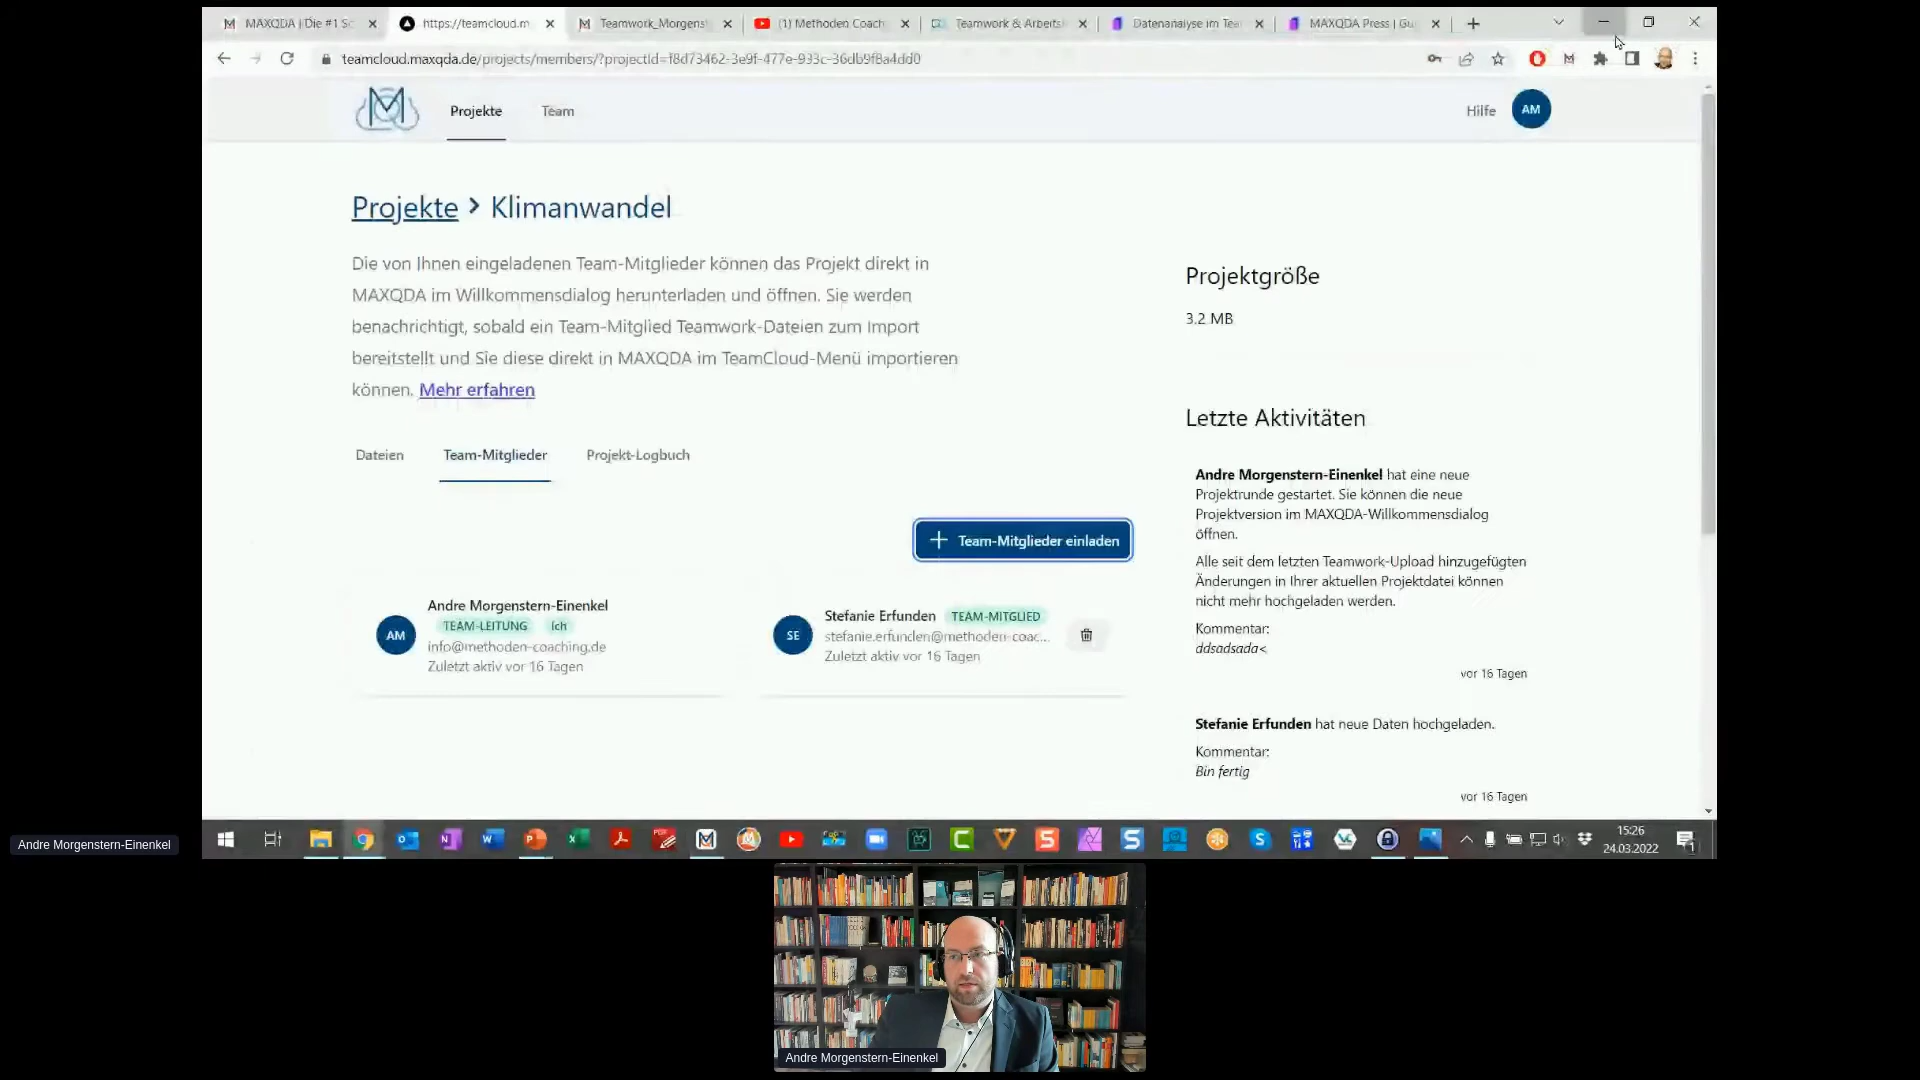 MAXQDA | Die #1 Sc
https://teamcloud.m
Teamwork_Morgenst
(1) Methoden Coach
Teamwork & Arbeits
Datenanalyse im Tea
MAXQDA Press | Gu
teamcloud.maxqda.de/projects/members/?projectId=f8d73462-3e9f-477e-933c-36db9f8a4dd0
Projekte
Team
Hilfe
AM
Projekte > Klimanwandel
Die von Ihnen eingeladenen Team-Mitglieder können das Projekt direkt in
MAXQDA im Willkommensdialog herunterladen und öffnen. Sie werden
benachrichtigt, sobald ein Team-Mitglied Teamwork-Dateien zum Import
bereitstellt und Sie diese direkt in MAXQDA im TeamCloud-Menü importieren
können. Mehr erfahren
Dateien
Team-Mitglieder
Projekt-Logbuch
+ Team-Mitglieder einladen
AM
Andre Morgenstern-Einenkel
TEAM-LEITUNG Ich
info@methoden-coaching.de
Zuletzt aktiv vor 16 Tagen
SE
Stefanie Erfunden TEAM-MITGLIED
stefanie.erfunden@methoden-coac...
Zuletzt aktiv vor 16 Tagen
Projektgröße
3.2 MB
Letzte Aktivitäten
Andre Morgenstern-Einenkel hat eine neue
Projektrunde gestartet. Sie können die neue
Projektversion im MAXQDA-Willkommensdialog
öffnen.
Alle seit dem letzten Teamwork-Upload hinzugefügten
Änderungen in Ihrer aktuellen Projektdatei können
nicht mehr hochgeladen werden.
Kommentar:
ddsadsada<
vor 16 Tagen
Stefanie Erfunden hat neue Daten hochgeladen.
Kommentar:
Bin fertig
vor 16 Tagen
15:26
24.03.2022
Andre Morgenstern-Einenkel
Andre Morgenstern-Einenkel